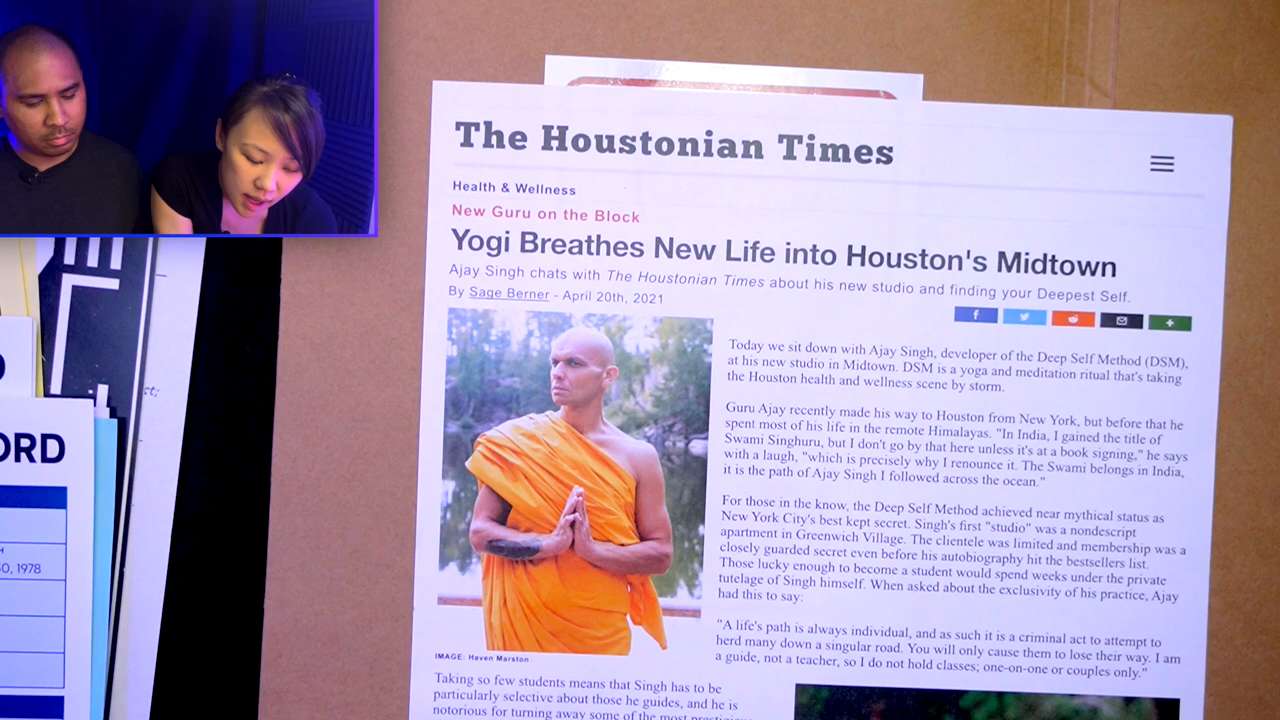 The Houstonian Times
Health & Wellness
New Guru on the Block
Yogi Breathes New Life into Houston's Midtown
Ajay Singh chats with The Houstonian Times about his new studio and finding your Deepest Self.
By Sage Berner - April 20th, 2021
f
Today we sit down with Ajay Singh, developer of the Deep Self Method (DSM),
at his new studio in Midtown. DSM is a yoga and meditation ritual that's taking
the Houston health and wellness scene by storm.
Guru Ajay recently made his way to Houston from New York, but before that he
spent most of his life in the remote Himalayas. "In India, I gained the title of
Swami Singhuru, but I don't go by that here unless it's at a book signing," he says
with a laugh, "which is precisely why I renounce it. The Swami belongs in India,
it is the path of Ajay Singh I followed across the ocean."
For those in the know, the Deep Self Method achieved near mythical status as
New York City's best kept secret. Singh's first "studio" was a nondescript
apartment in Greenwich Village. The clientele was limited and membership was a
closely guarded secret even before his autobiography hit the bestsellers list.
Those lucky enough to become a student would spend weeks under the private
tutelage of Singh himself. When asked about the exclusivity of his practice, Ajay
had this to say:
"A life's path is always individual, and as such it is a criminal act to attempt to
herd many down a singular road. You will only cause them to lose their way. I am
a guide, not a teacher, so I do not hold classes; one-on-one or couples only."
IMAGE: Haven Marston
Taking so few students means that Singh has to be
particularly selective about those he guides, and he is
notorious for turning away some of the most
ORD
H
0, 1978